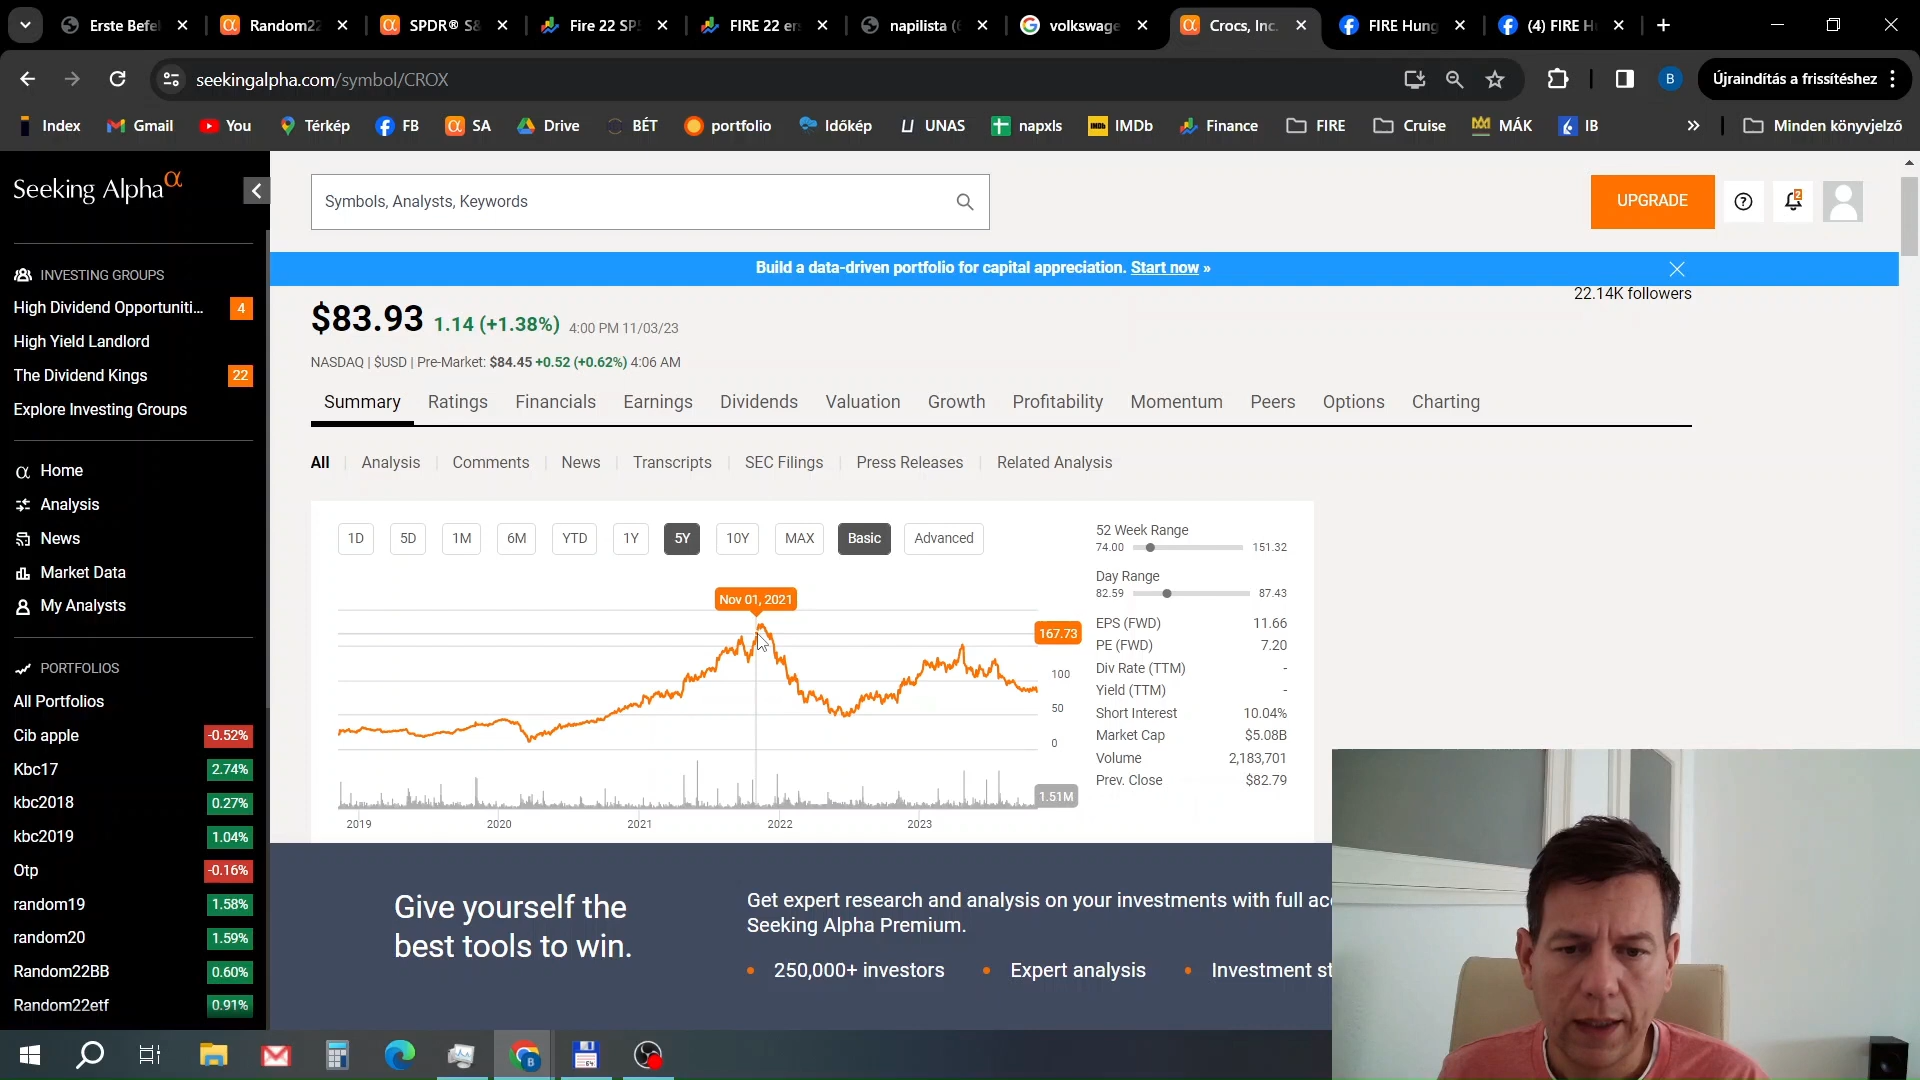 Erste Befe
Random22
SPDR® S&
Fire 22 SP
FIRE 22 er
napilista (
volkswage
Crocs, Inc.
FIRE Hung
(4) FIRE H
seekingalpha.com/symbol/CROX
B
Újraindítás a frissítéshez
Index
Gmail
You
Térkép
FB
SA
Drive
BÉT
portfolio
Időkép
UNAS
napxls
IMDb
Finance
FIRE
Cruise
MÁK
IB
Minden könyvjelző
Seeking Alpha α
Symbols, Analysts, Keywords
UPGRADE
2
Build a data-driven portfolio for capital appreciation. Start now »
22.14K followers
INVESTING GROUPS
High Dividend Opportuniti... 4
High Yield Landlord
The Dividend Kings 22
Explore Investing Groups
Home
Analysis
News
Market Data
My Analysts
PORTFOLIOS
All Portfolios
Cib apple -0.52%
Kbc17 2.74%
kbc2018 0.27%
kbc2019 1.04%
Otp -0.16%
random19 1.58%
random20 1.59%
Random22BB 0.60%
Random22etf 0.91%
$83.93 1.14 (+1.38%) 4:00 PM 11/03/23
NASDAQ | $USD | Pre-Market: $84.45 +0.52 (+0.62%) 4:06 AM
Summary Ratings Financials Earnings Dividends Valuation Growth Profitability Momentum Peers Options Charting
All Analysis Comments News Transcripts SEC Filings Press Releases Related Analysis
1D 5D 1M 6M YTD 1Y 5Y 10Y MAX Basic Advanced
Nov 01, 2021
167.73
100
50
0
1.51M
2019 2020 2021 2022 2023
52 Week Range
74.00 151.32
Day Range
82.59 87.43
EPS (FWD) 11.66
PE (FWD) 7.20
Div Rate (TTM) -
Yield (TTM) -
Short Interest 10.04%
Market Cap $5.08B
Volume 2,183,701
Prev. Close $82.79
Give yourself the
best tools to win.
Get expert research and analysis on your investments with full acc
Seeking Alpha Premium.
250,000+ investors
Expert analysis
Investment st